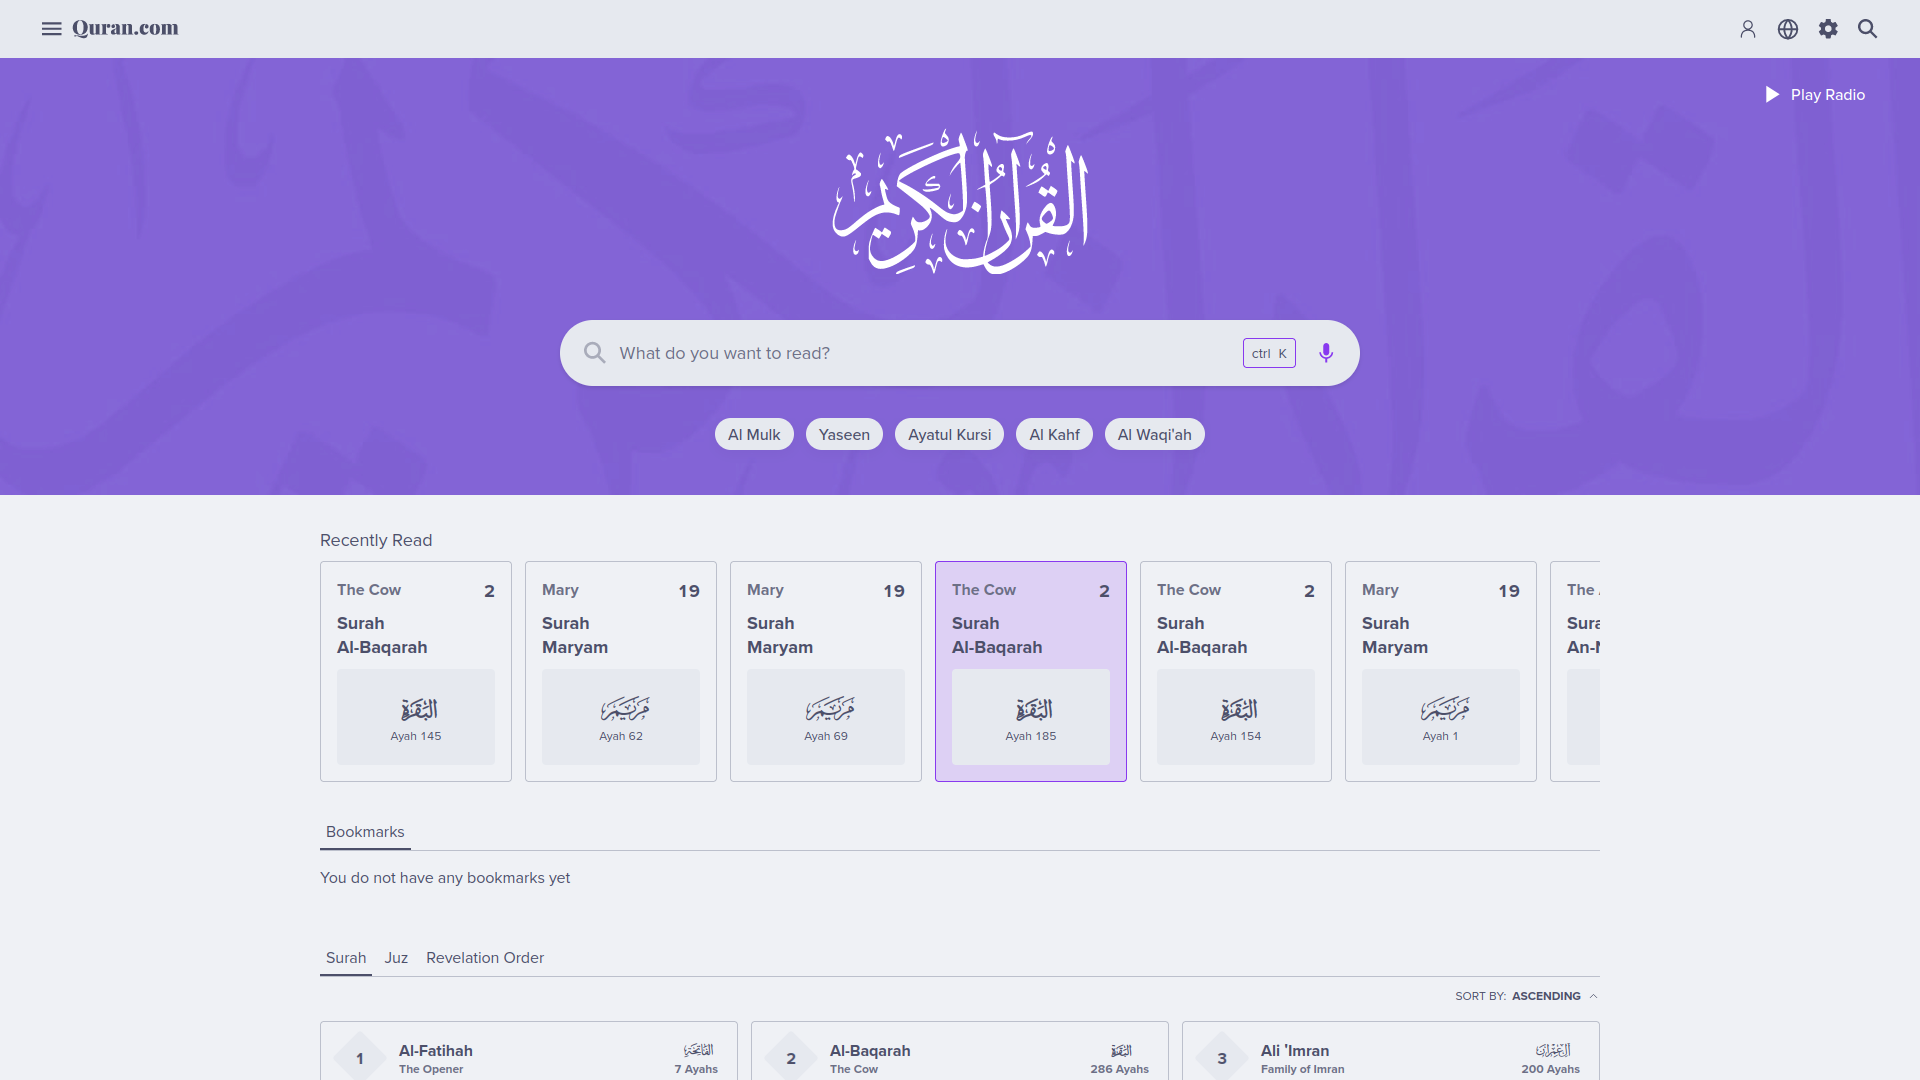 Quran.com
Play Radio
القرآن الكريم
What do you want to read?
ctrl K
Al Mulk
Yaseen
Ayatul Kursi
Al Kahf
Al Waqi'ah
Recently Read
The Cow 2
Surah
Al-Baqarah
البقرة
Ayah 145
Mary 19
Surah
Maryam
مريم
Ayah 62
Mary 19
Surah
Maryam
مريم
Ayah 69
The Cow 2
Surah
Al-Baqarah
البقرة
Ayah 185
The Cow 2
Surah
Al-Baqarah
البقرة
Ayah 154
Mary 19
Surah
Maryam
مريم
Ayah 1
The
Bookmarks
You do not have any bookmarks yet
Surah Juz Revelation Order
SORT BY: ASCENDING
1 Al-Fatihah الفاتحة
The Opener 7 Ayahs
2 Al-Baqarah البقرة
The Cow 286 Ayahs
3 Ali 'Imran آل عمران
Family of Imran 200 Ayahs